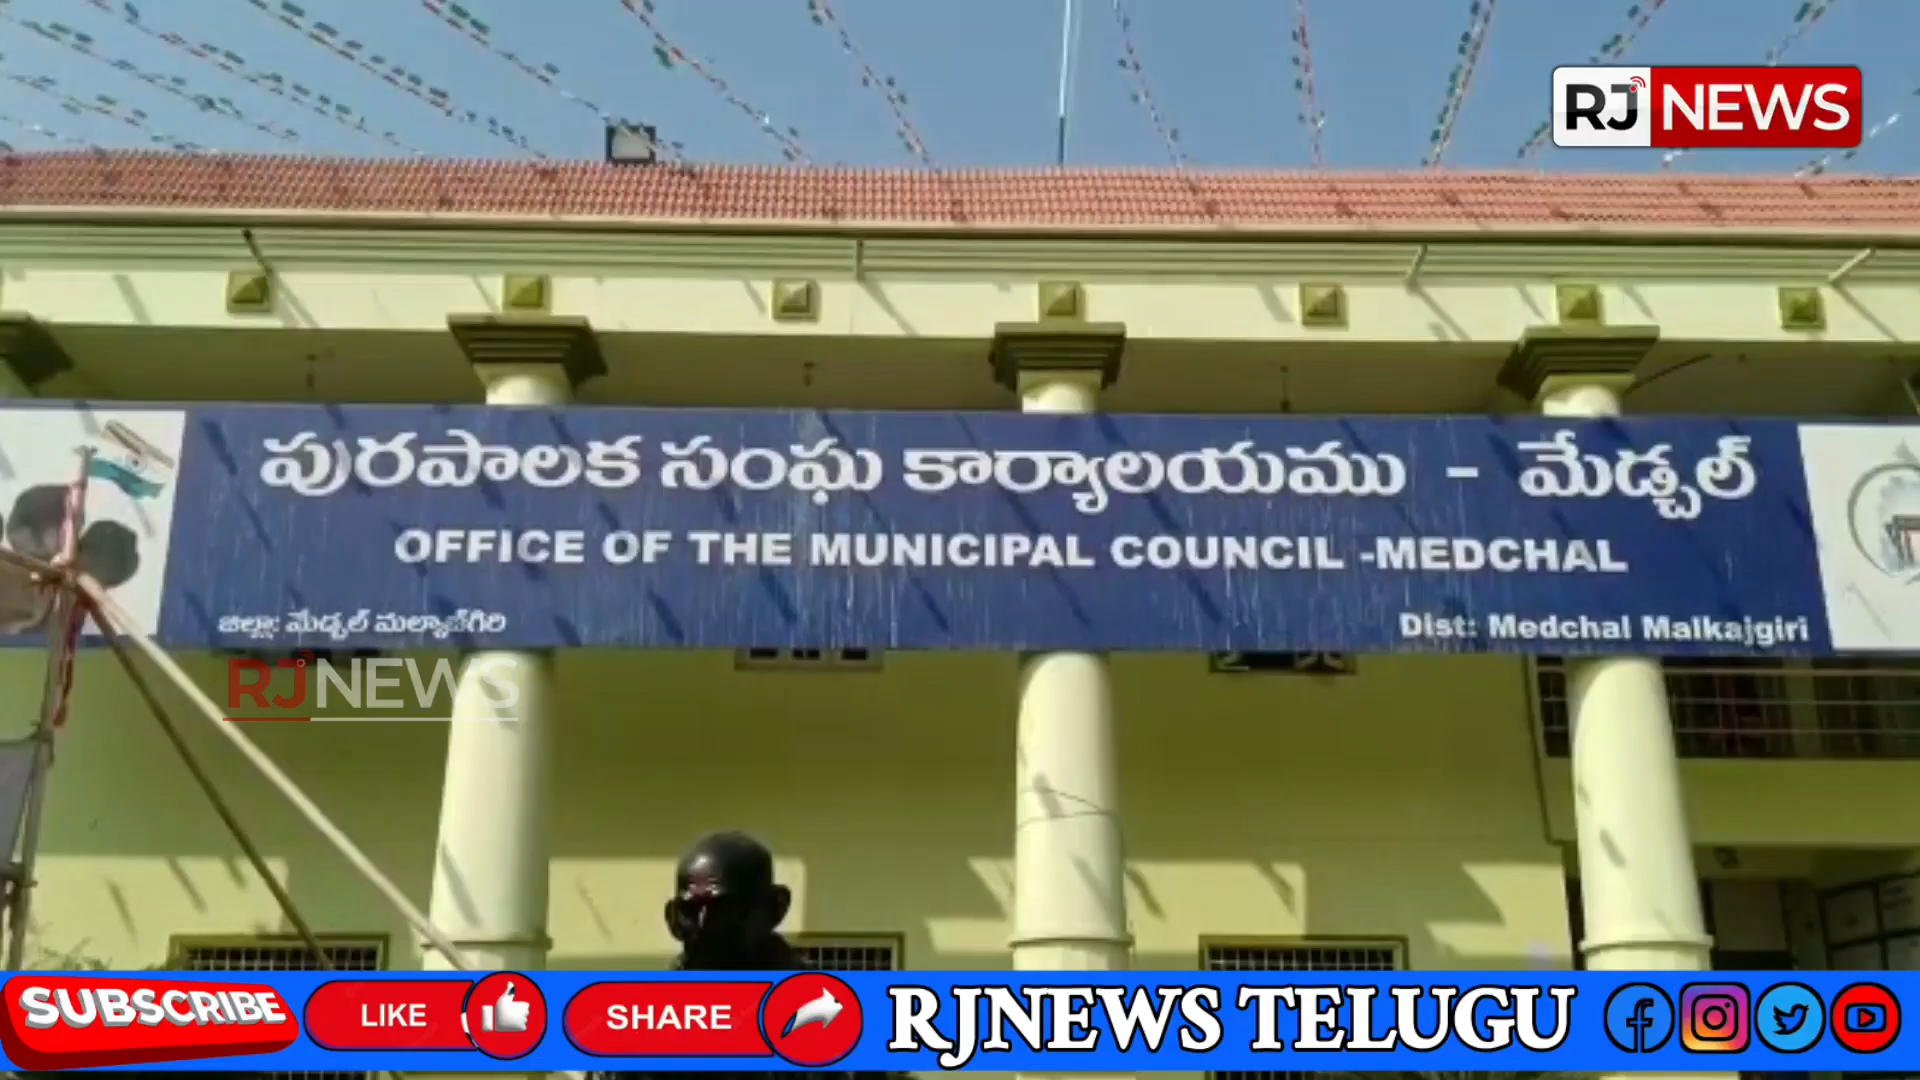 RJ NEWS
పురపాలక సంఘ కార్యాలయము - మేడ్చల్
OFFICE OF THE MUNICIPAL COUNCIL -MEDCHAL
జిల్లా: మేడ్చల్ మల్కాజ్‌గిరి
Dist: Medchal Malkajgiri
RJNEWS
SUBSCRIBE LIKE SHARE RJNEWS TELUGU